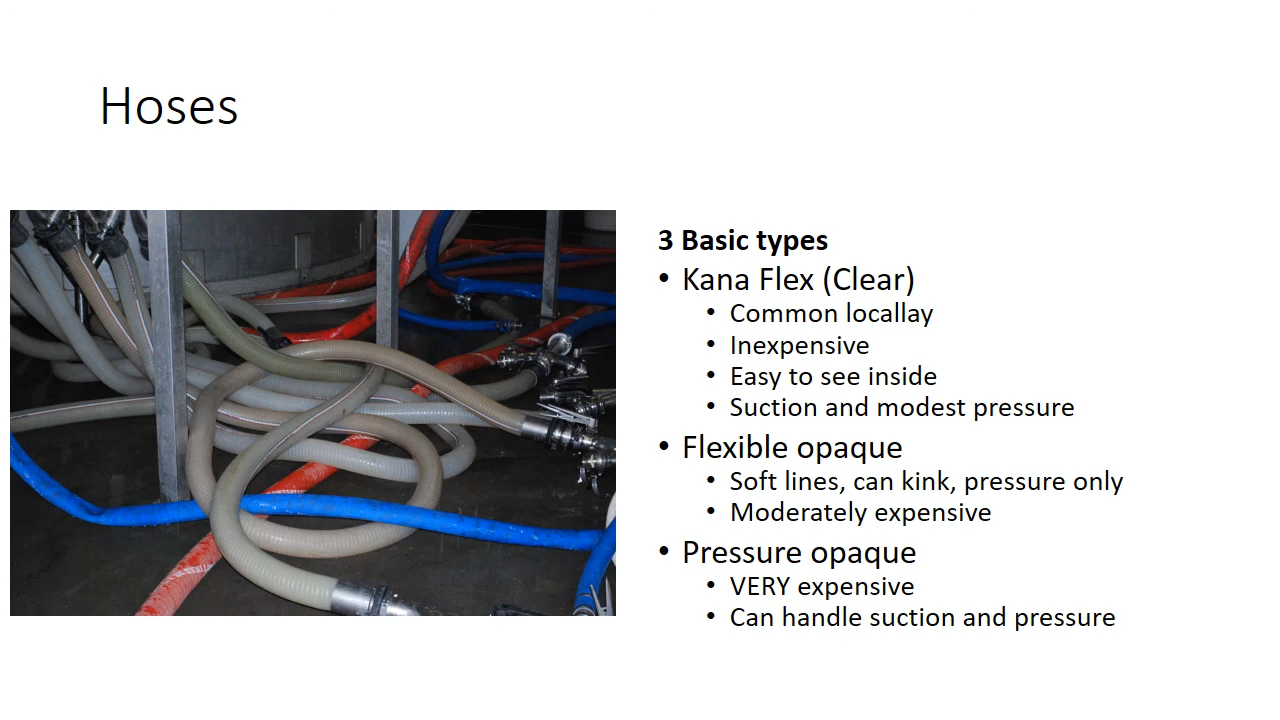 Hoses
3 Basic types
• Kana Flex (Clear)
• Common locallay
• Inexpensive
• Easy to see inside
• Suction and modest pressure
• Flexible opaque
• Soft lines, can kink, pressure only
• Moderately expensive
• Pressure opaque
• VERY expensive
• Can handle suction and pressure